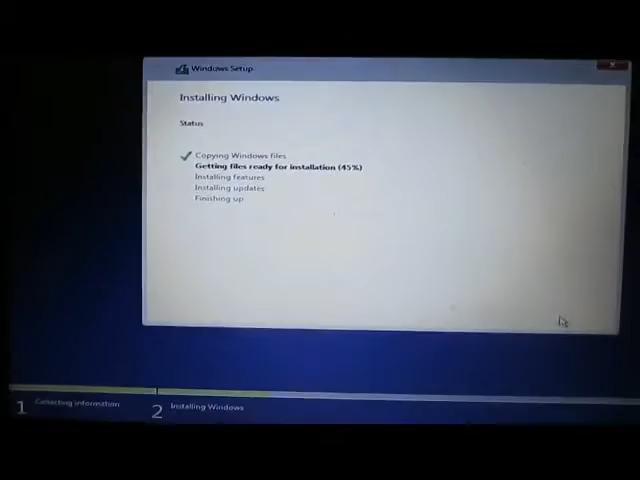 Windows Setup
Installing Windows
Status
Copying Windows files
Getting files ready for installation (45%)
Installing features
Installing updates
Finishing up
1 Collecting information
2 Installing Windows